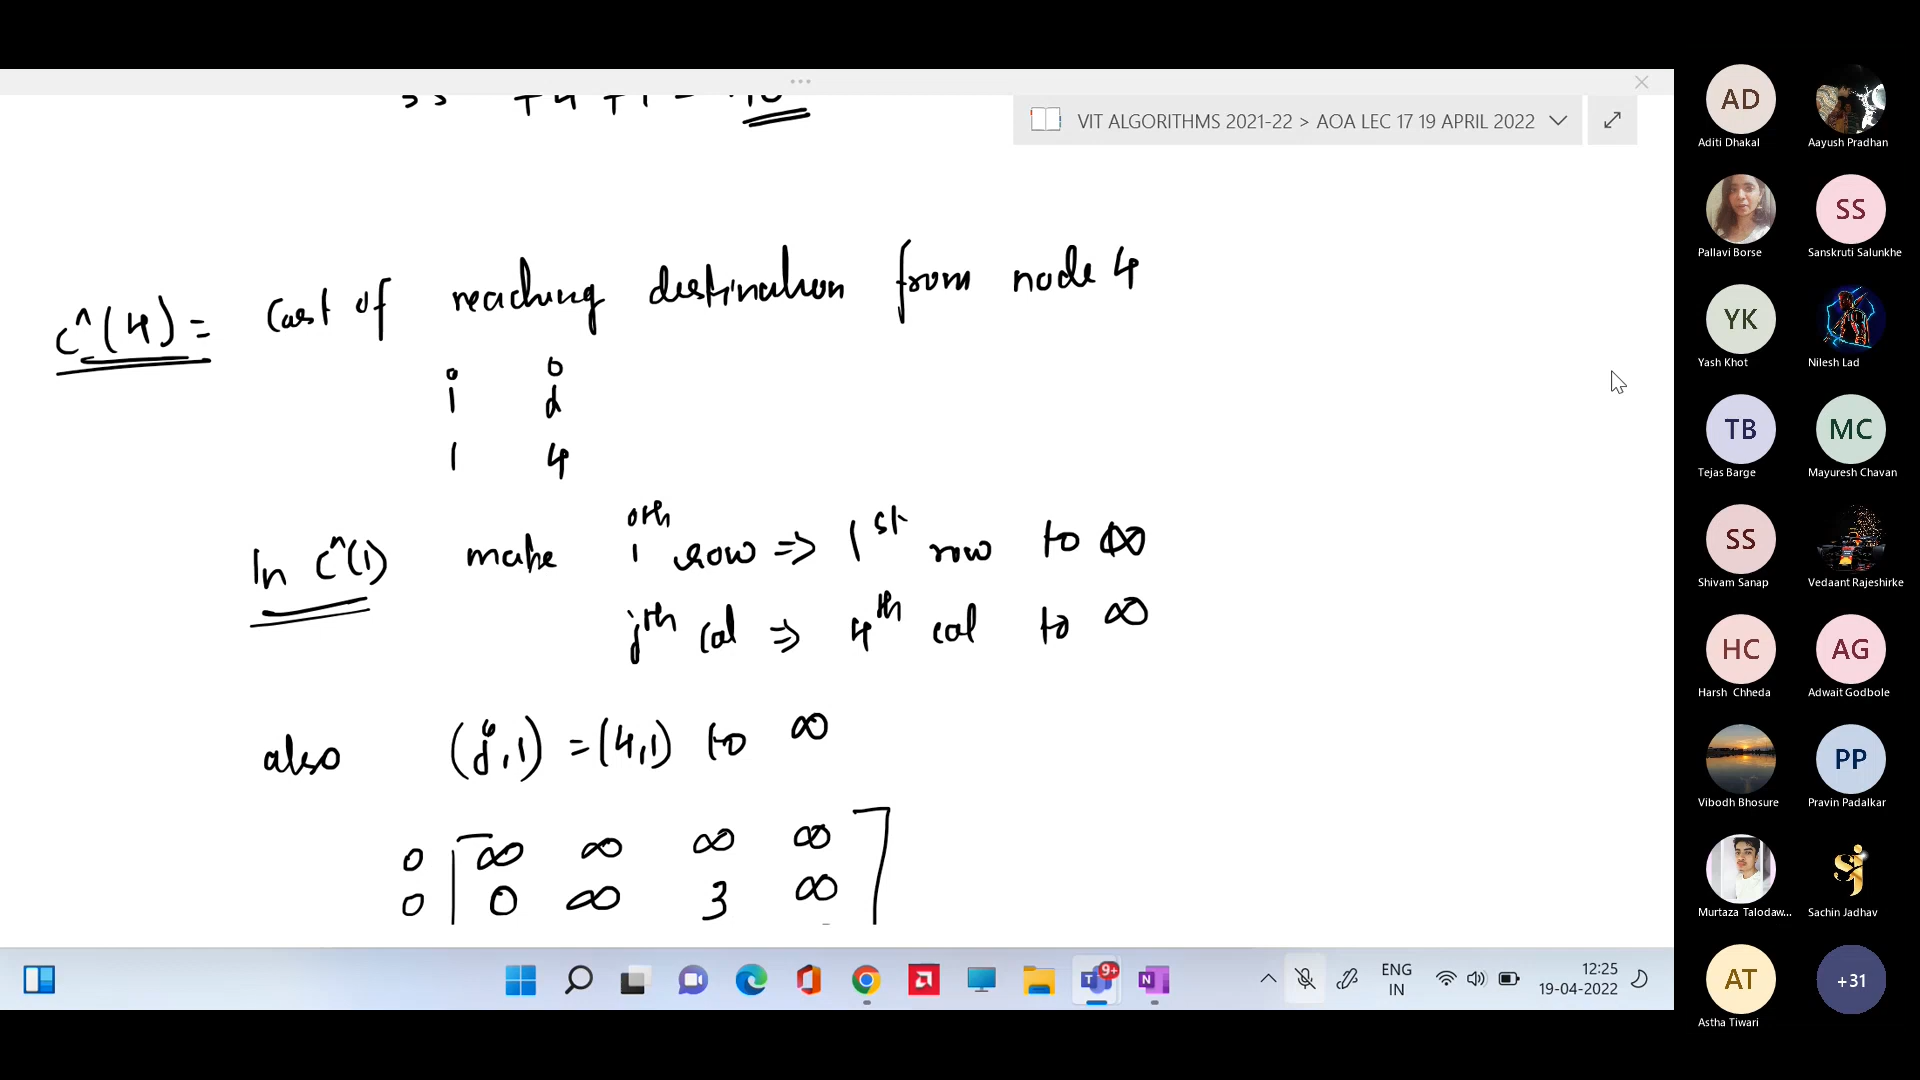 VIT ALGORITHMS 2021-22 > AOA LEC 17 19 APRIL 2022
ĉ(4) = Cost of reaching destination from node 4
i j
1 4
In ĉ(1) make ith row => 1st row to ∞
jth col => 4th col to ∞
also (j,1) = (4,1) to ∞
0 ∞ ∞ ∞ ∞
0 0 ∞ 3 ∞
AD
Aditi Dhakal
Aayush Pradhan
Pallavi Borse
SS
Sanskruti Salunkhe
YK
Yash Khot
Nilesh Lad
TB
Tejas Barge
MC
Mayuresh Chavan
SS
Shivam Sanap
Vedaant Rajeshirke
HC
Harsh Chheda
AG
Adwait Godbole
Vibodh Bhosure
PP
Pravin Padalkar
Murtaza Talodaw...
Sachin Jadhav
AT
Astha Tiwari
+31
9+
ENG
IN
12:25
19-04-2022